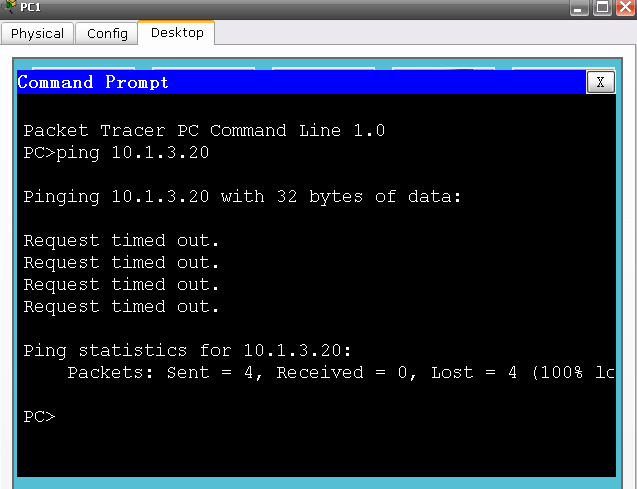 PC1
Physical Config Desktop
Command Prompt X
Packet Tracer PC Command Line 1.0
PC>ping 10.1.3.20
Pinging 10.1.3.20 with 32 bytes of data:
Request timed out.
Request timed out.
Request timed out.
Request timed out.
Ping statistics for 10.1.3.20:
Packets: Sent = 4, Received = 0, Lost = 4 (100% lo
PC>